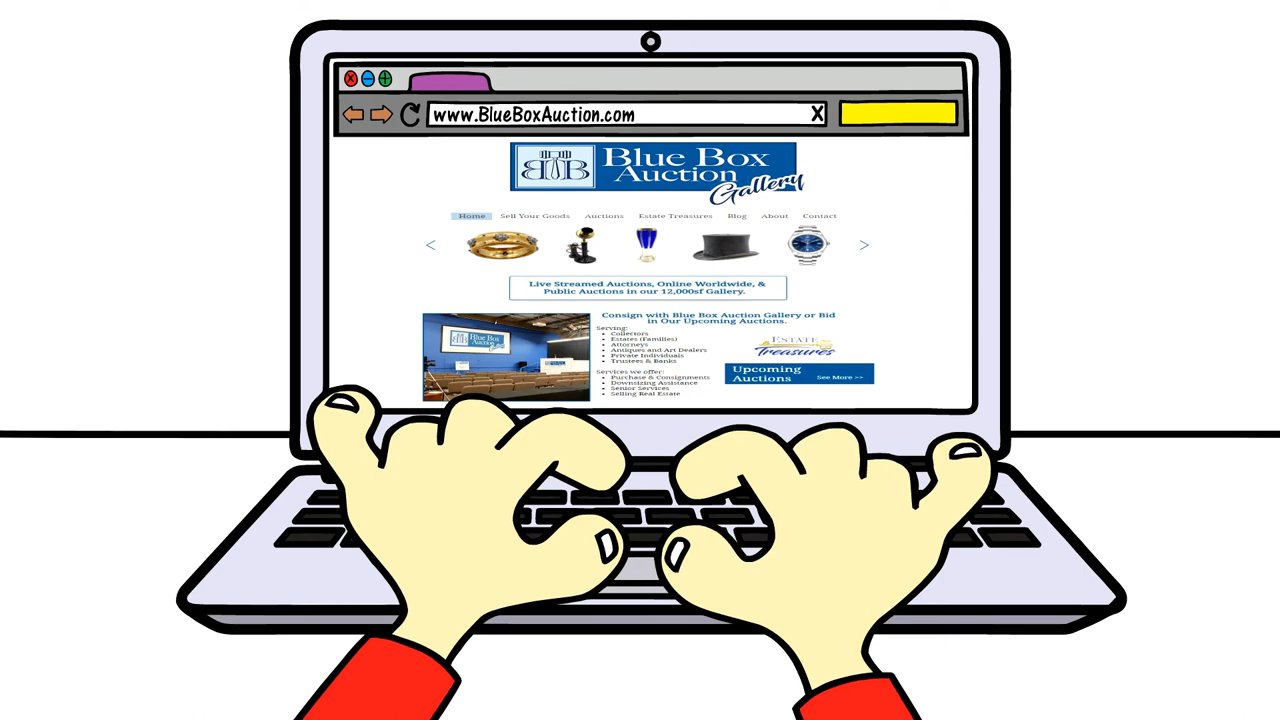 www.BlueBoxAuction.com X
Blue Box
Auction
Gallery
Home Sell Your Goods Auctions Estate Treasures Blog About Contact
< >
Live Streamed Auctions, Online Worldwide, &
Public Auctions in our 12,000sf Gallery.
Blue Box
Auction
Consign with Blue Box Auction Gallery or Bid
in Our Upcoming Auctions.
Serving:
• Collectors
• Estates (Families)
• Attorneys
• Antiques and Art Dealers
• Private Individuals
• Trustees & Banks
Services we offer:
• Purchase & Consignments
• Downsizing Assistance
• Senior Services
• Selling Real Estate
Estate
Treasures
Upcoming
Auctions See More >>